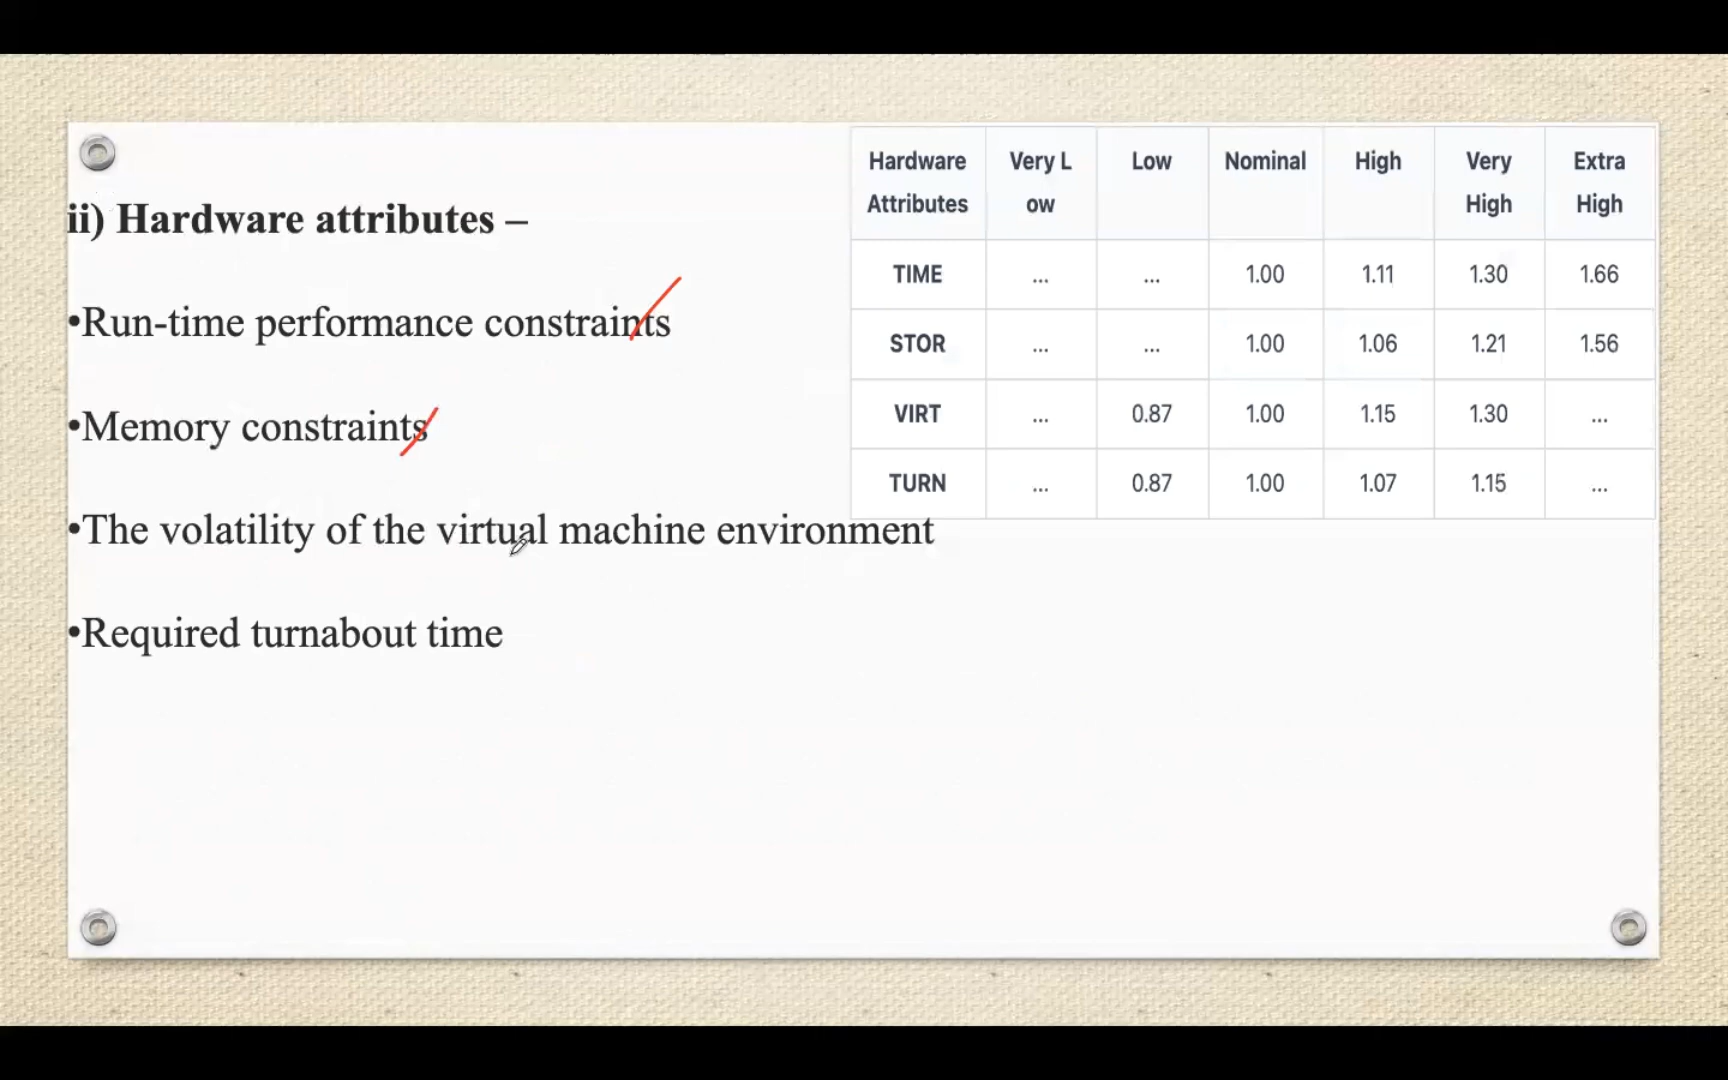 ii) Hardware attributes –
•Run-time performance constraints
•Memory constraints
•The volatility of the virtual machine environment
•Required turnabout time
Hardware Attributes Very L ow Low Nominal High Very High Extra High
TIME ... ... 1.00 1.11 1.30 1.66
STOR ... ... 1.00 1.06 1.21 1.56
VIRT ... 0.87 1.00 1.15 1.30 ...
TURN ... 0.87 1.00 1.07 1.15 ...